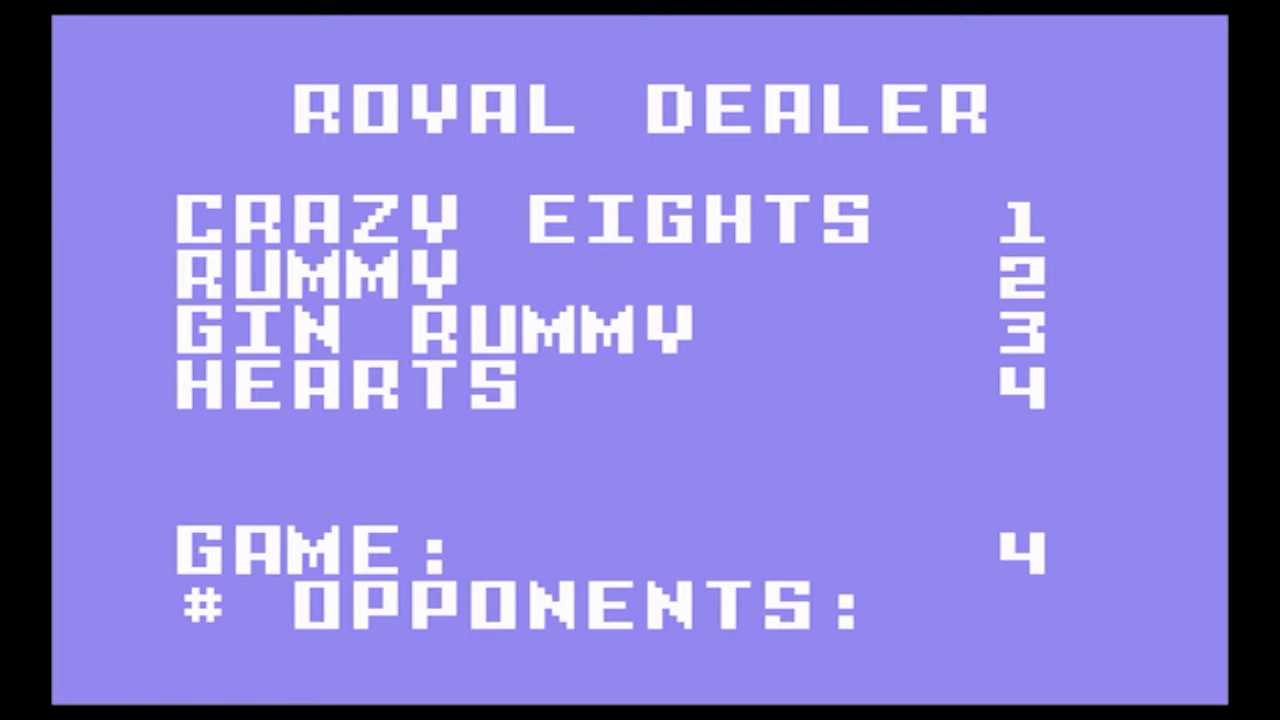 ROYAL DEALER
CRAZY EIGHTS 1
RUMMY 2
GIN RUMMY 3
HEARTS 4
GAME: 4
# OPPONENTS: